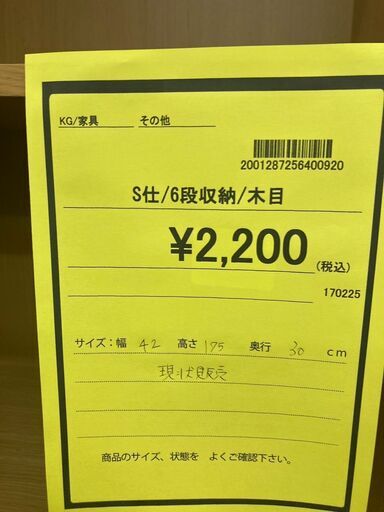 KG/家具 その他
2001287256400920
S仕/6段収納/木目
¥2,200(税込)
170225
サイズ:幅 42 高さ 175 奥行 30 cm
現状販売
商品のサイズ、状態を よくご確認下さい。